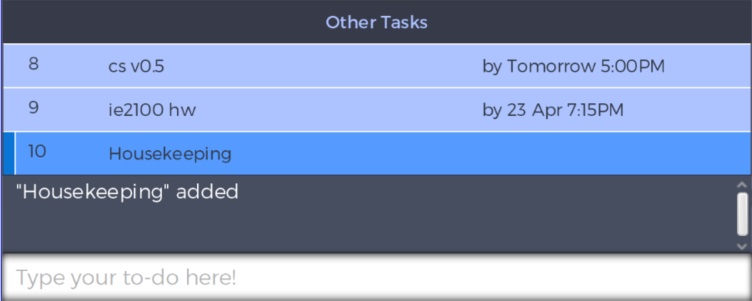 Other Tasks
8 cs v0.5 by Tomorrow 5:00PM
9 ie2100 hw by 23 Apr 7:15PM
10 Housekeeping
"Housekeeping" added
Type your to-do here!